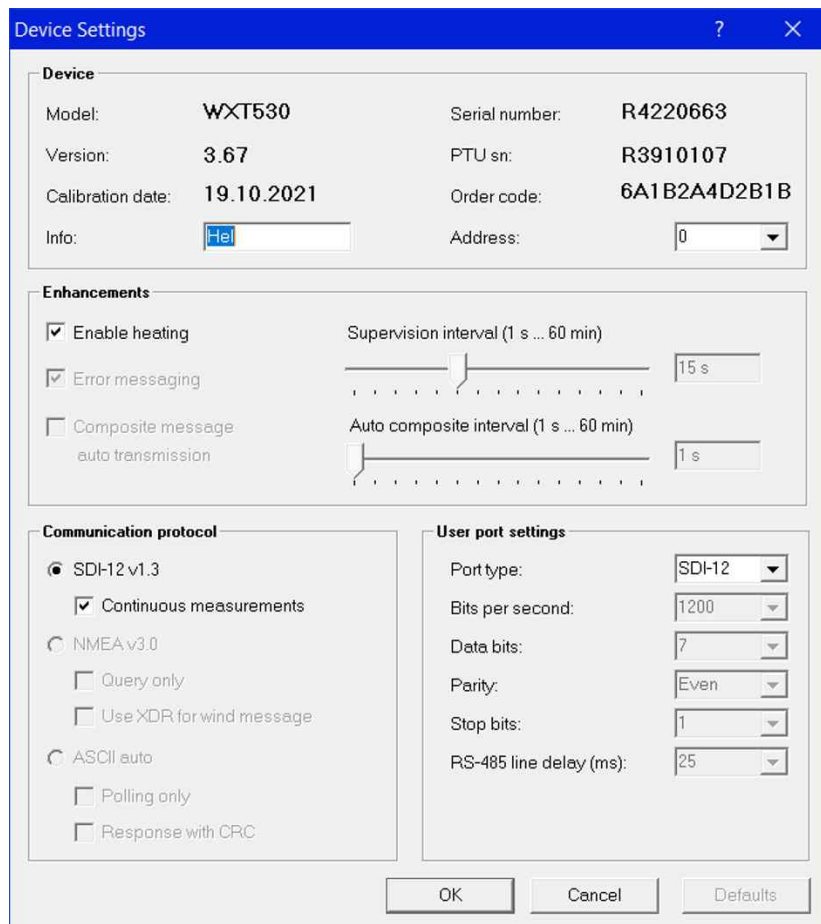 Device Settings ? ×
Device
Model: WXT530 Serial number: R4220663
Version: 3.67 PTU sn: R3910107
Calibration date: 19.10.2021 Order code: 6A1B2A4D2B1B
Info: Hel Address: 0
Enhancements
Enable heating Supervision interval (1 s ... 60 min)
Error messaging 15 s
Composite message Auto composite interval (1 s ... 60 min)
auto transmission 1 s
Communication protocol User port settings
SDI-12 v1.3 Port type: SDI-12
Continuous measurements Bits per second: 1200
NMEA v3.0 Data bits: 7
Query only Parity: Even
Use XDR for wind message Stop bits: 1
ASCII auto RS-485 line delay (ms): 25
Polling only
Response with CRC
OK Cancel Defaults